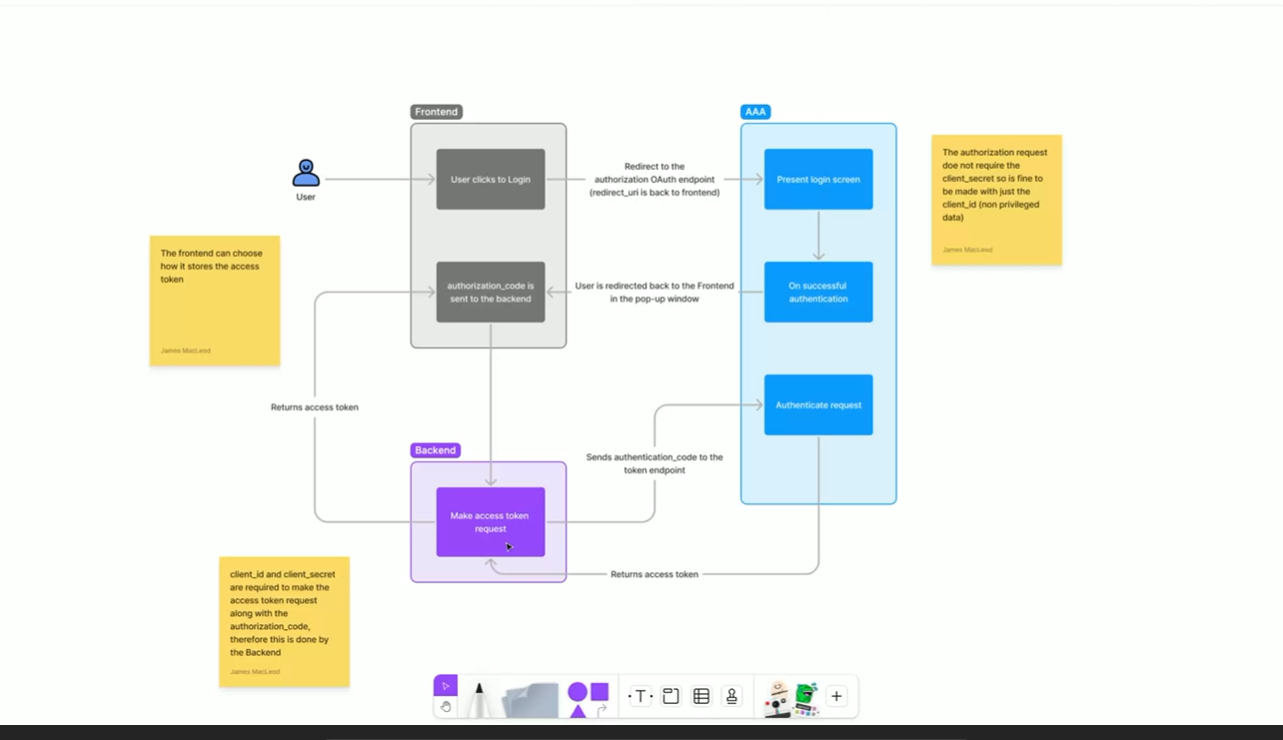 Frontend
AAA
User clicks to Login
Redirect to the
authorization OAuth endpoint
(redirect_uri is back to frontend)
Present login screen
The authorization request
doe not require the
client_secret so is fine to
be made with just the
client_id (non privileged
data)
James MacLeod
User
The frontend can choose
how it stores the access
token
James MacLeod
authorization_code is
sent to the backend
User is redirected back to the Frontend
in the pop-up window
On successful
authentication
Returns access token
Authenticate request
Backend
Sends authentication_code to the
token endpoint
Make access token
request
Returns access token
client_id and client_secret
are required to make the
access token request
along with the
authorization_code,
therefore this is done by
the Backend
James MacLeod
T